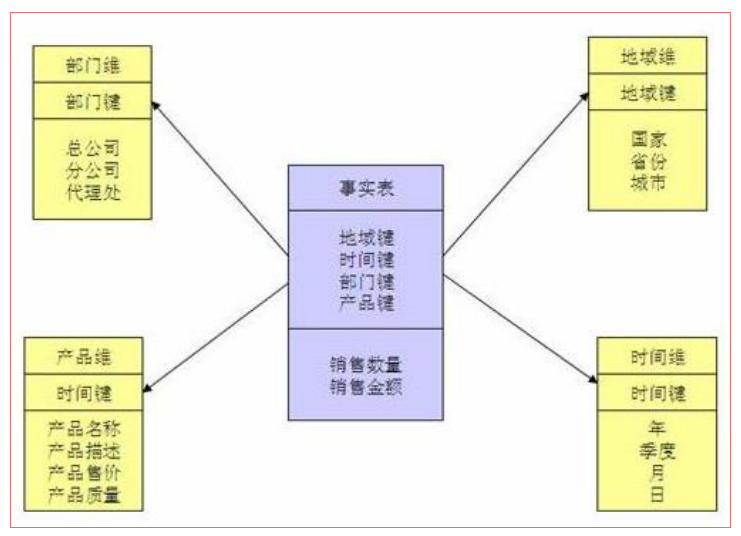 部门维
部门键
总公司
分公司
代理处
地域维
地域键
国家
省份
城市
事实表
地域键
时间键
部门键
产品键
销售数量
销售金额
产品维
时间键
产品名称
产品描述
产品售价
产品质量
时间维
时间键
年
季度
月
日